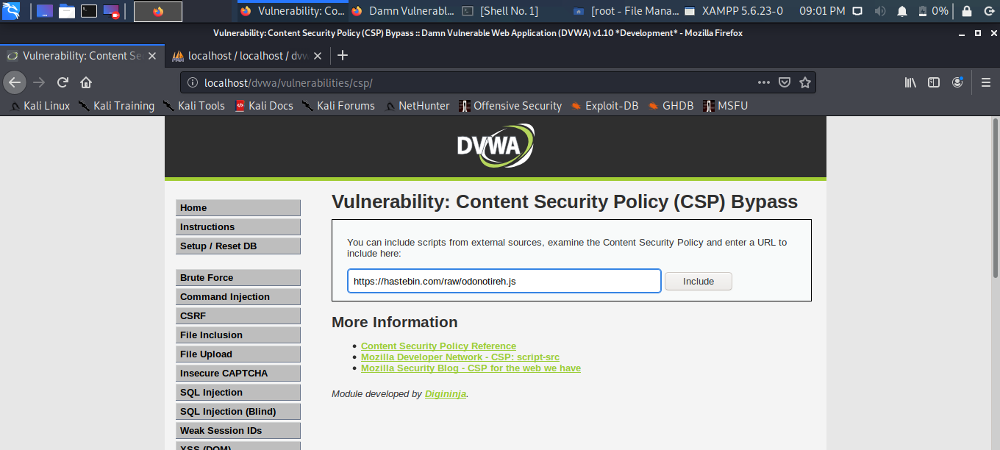 Vulnerability: Co... Damn Vulnerabl... [Shell No. 1] [root - File Mana... XAMPP 5.6.23-0 09:01 PM 0%
Vulnerability: Content Security Policy (CSP) Bypass :: Damn Vulnerable Web Application (DVWA) v1.10 *Development* - Mozilla Firefox
Vulnerability: Content Se localhost / localhost / dvw
localhost/dvwa/vulnerabilities/csp/
Kali Linux Kali Training Kali Tools Kali Docs Kali Forums NetHunter Offensive Security Exploit-DB GHDB MSFU
DVWA
Home
Instructions
Setup / Reset DB
Brute Force
Command Injection
CSRF
File Inclusion
File Upload
Insecure CAPTCHA
SQL Injection
SQL Injection (Blind)
Weak Session IDs
XSS (DOM)
Vulnerability: Content Security Policy (CSP) Bypass
You can include scripts from external sources, examine the Content Security Policy and enter a URL to
include here:
https://hastebin.com/raw/odonotireh.js Include
More Information
Content Security Policy Reference
Mozilla Developer Network - CSP: script-src
Mozilla Security Blog - CSP for the web we have
Module developed by Digininja.